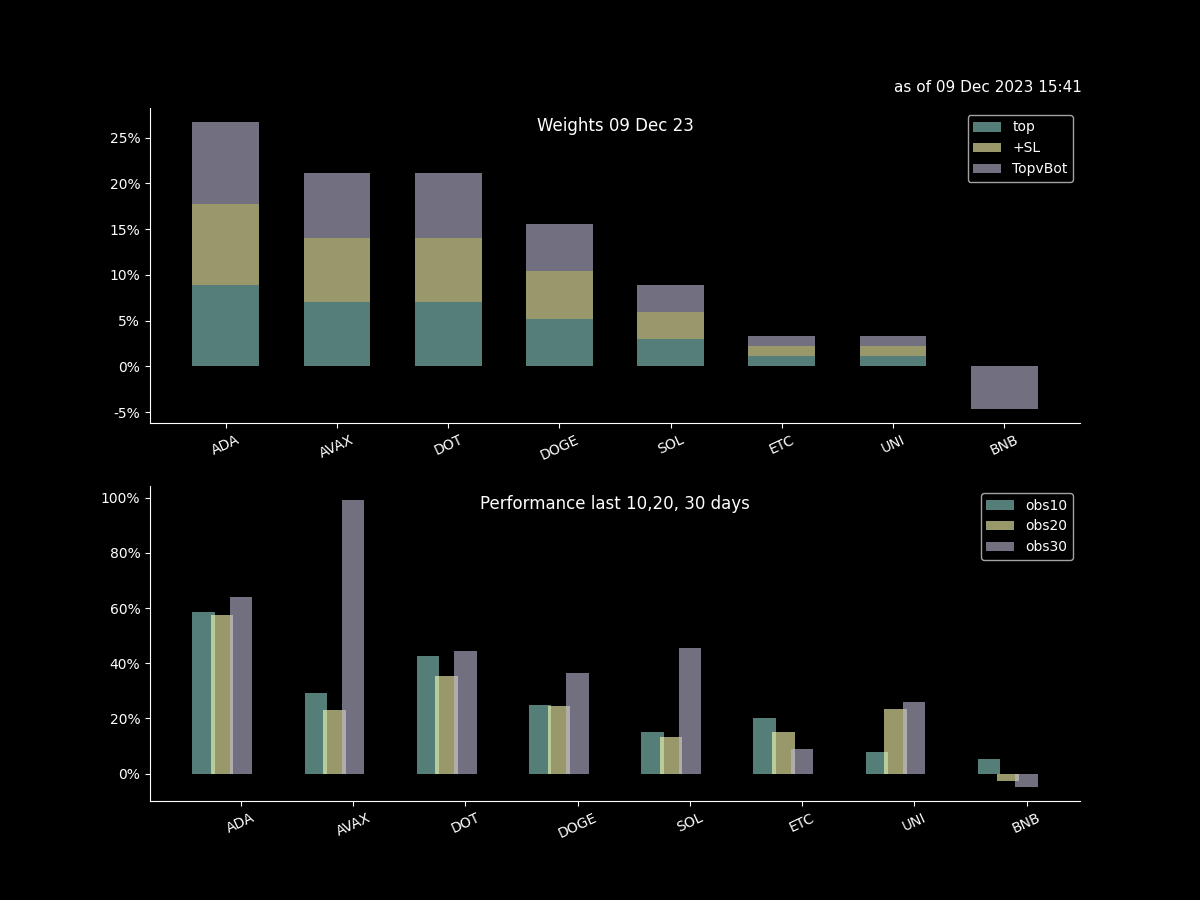 as of 09 Dec 2023 15:41
Weights 09 Dec 23
top
+SL
TopvBot
25%
20%
15%
10%
5%
0%
-5%
ADA AVAX DOT DOGE SOL ETC UNI BNB
Performance last 10,20, 30 days
obs10
obs20
obs30
100%
80%
60%
40%
20%
0%
ADA AVAX DOT DOGE SOL ETC UNI BNB